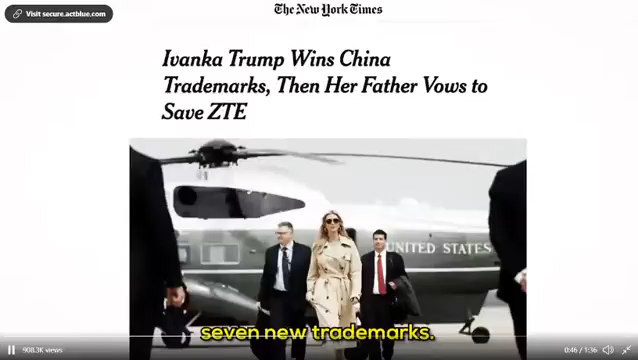 Visit secure.actblue.com
The New York Times
Ivanka Trump Wins China
Trademarks, Then Her Father Vows to
Save ZTE
UNITED STATES
seven new trademarks.
908.3K views
0:46 / 1:36